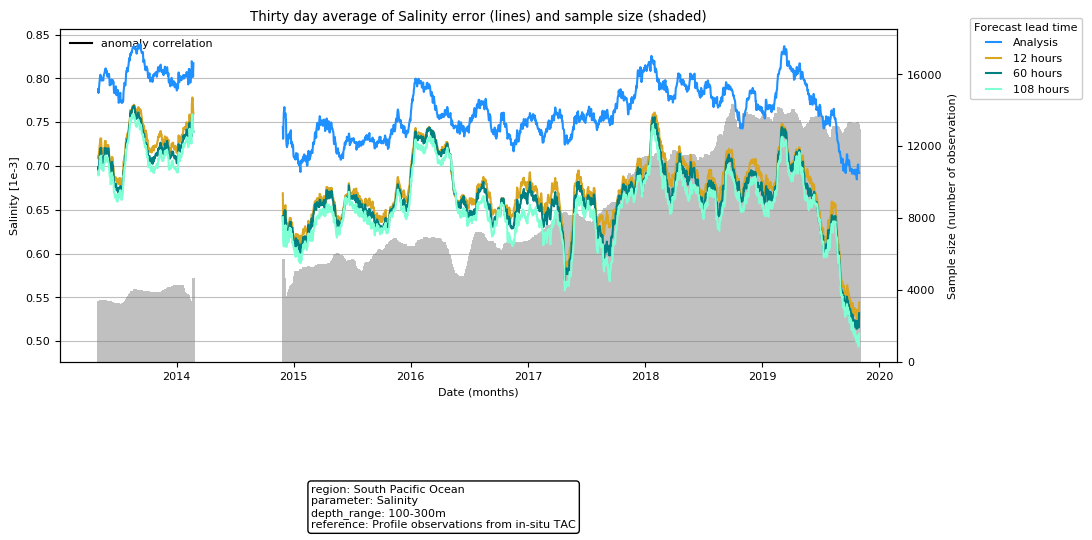 Thirty day average of Salinity error (lines) and sample size (shaded)
Forecast lead time
Analysis
12 hours
60 hours
108 hours
anomaly correlation
0.85
0.80
0.75
0.70
0.65
0.60
0.55
0.50
Salinity [1e-3]
16000
12000
8000
4000
0
Sample size (number of observation)
2014
2015
2016
2017
2018
2019
2020
Date (months)
region: South Pacific Ocean
parameter: Salinity
depth_range: 100-300m
reference: Profile observations from in-situ TAC